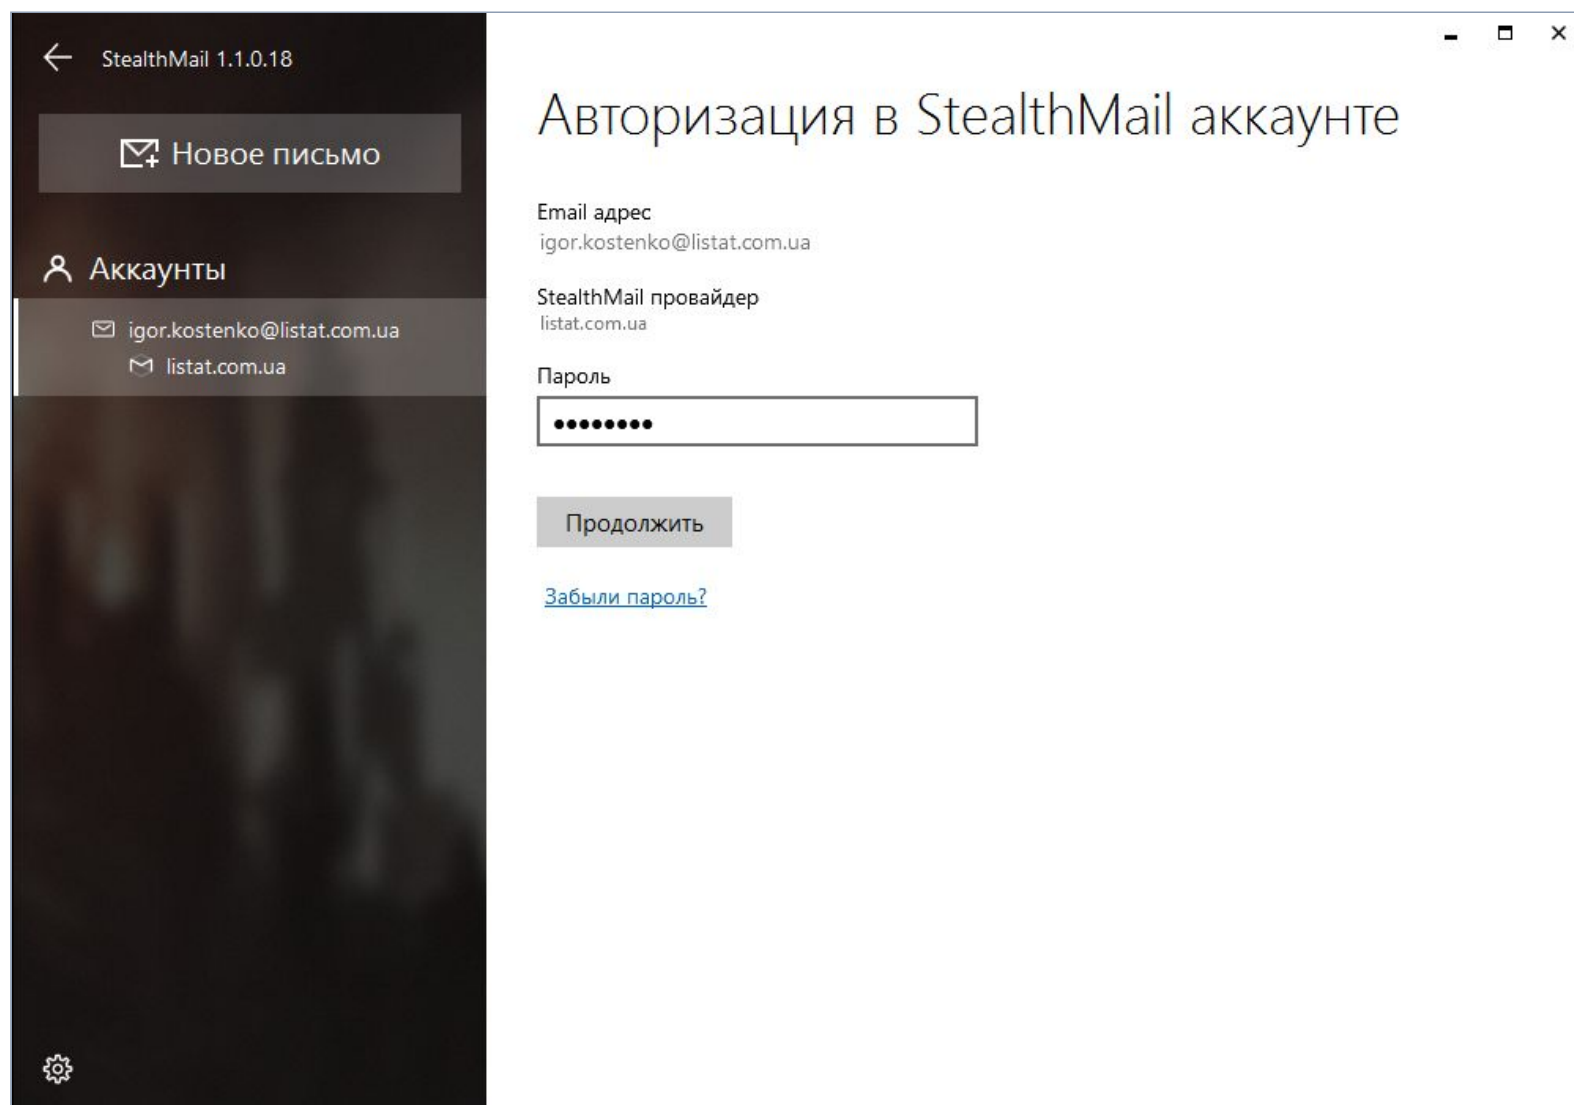 StealthMail 1.1.0.18
Новое письмо
Аккаунты
igor.kostenko@listat.com.ua
listat.com.ua
Авторизация в StealthMail аккаунте
Email адрес
igor.kostenko@listat.com.ua
StealthMail провайдер
listat.com.ua
Пароль
••••••••
Продолжить
Забыли пароль?